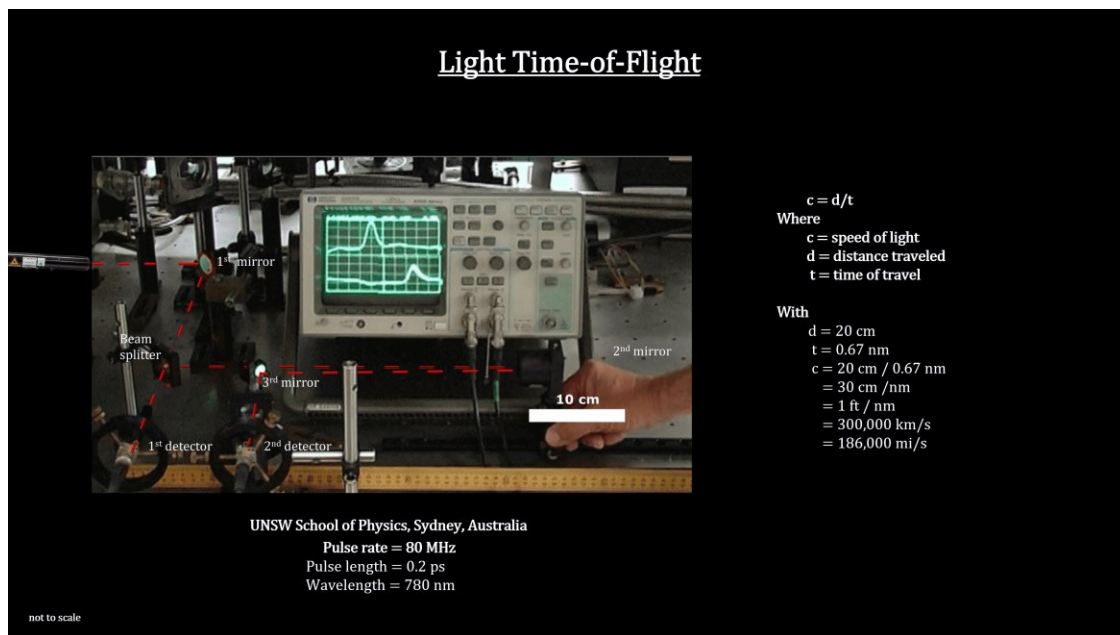 Light Time-of-Flight
1st mirror
Beam
splitter
2nd mirror
3rd mirror
10 cm
1st detector
2nd detector
c = d/t
Where
c = speed of light
d = distance traveled
t = time of travel
With
d = 20 cm
t = 0.67 nm
c = 20 cm / 0.67 nm
= 30 cm /nm
= 1 ft / nm
= 300,000 km/s
= 186,000 mi/s
UNSW School of Physics, Sydney, Australia
Pulse rate = 80 MHz
Pulse length = 0.2 ps
Wavelength = 780 nm
not to scale